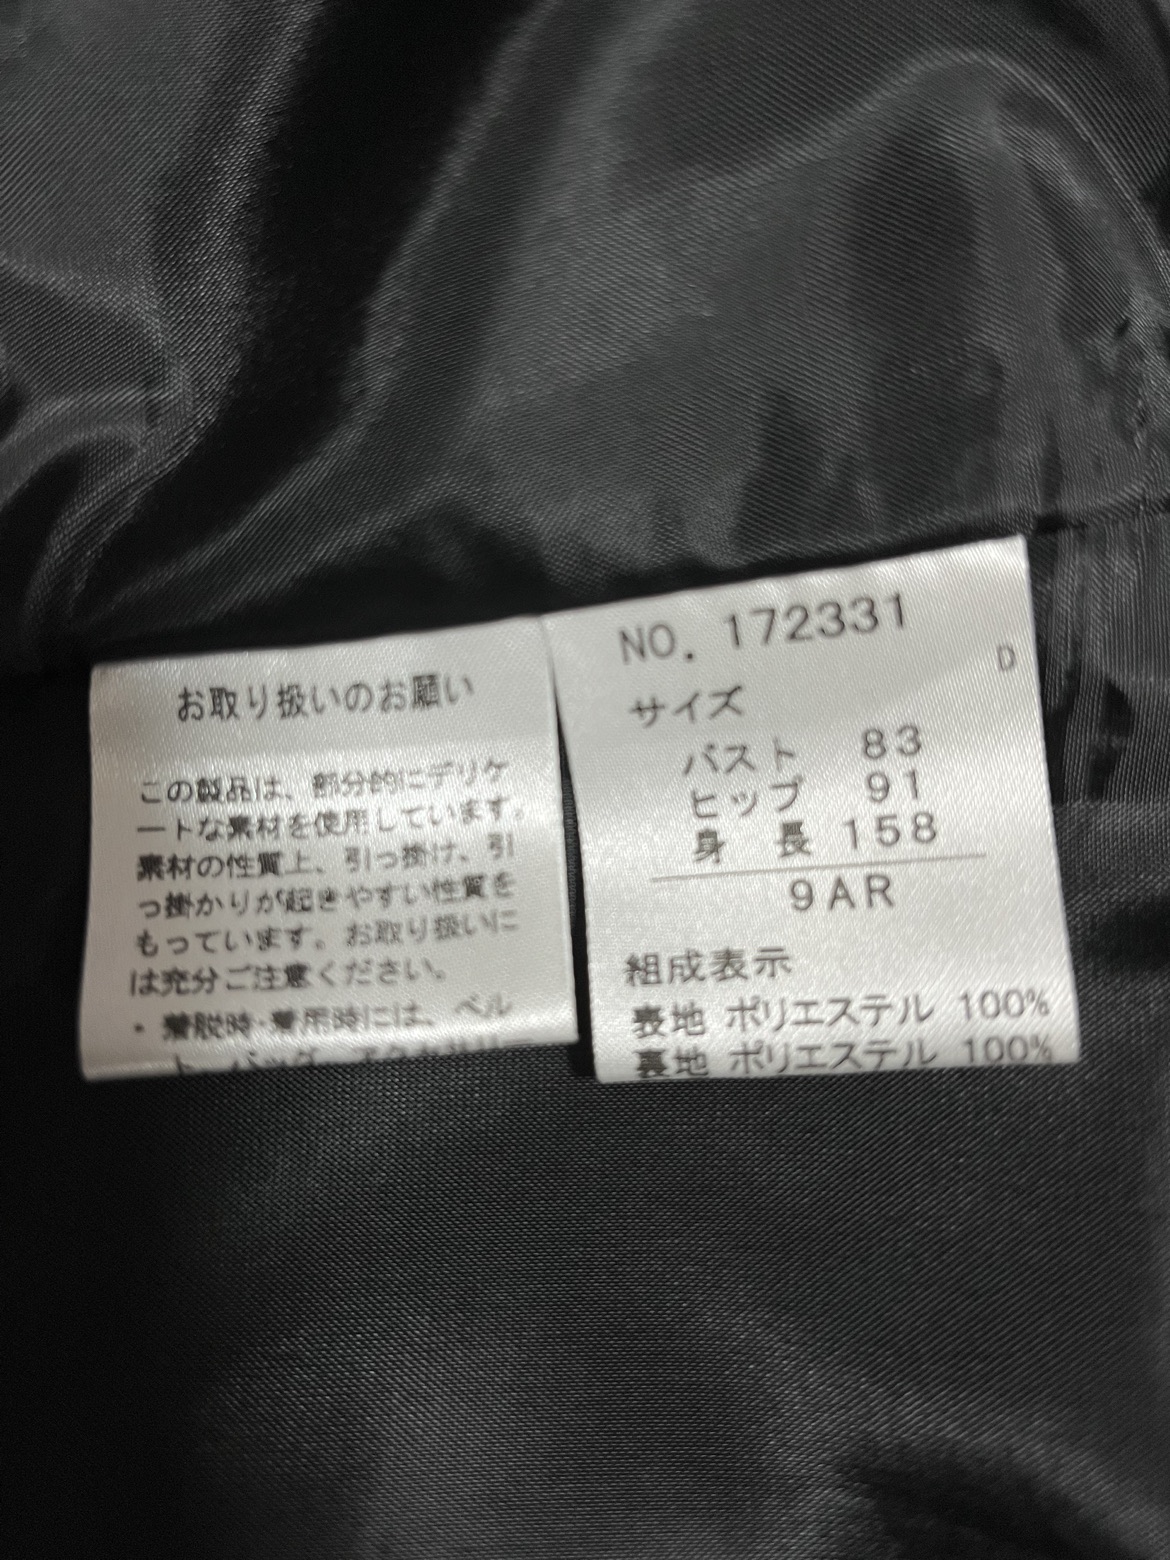 お取り扱いのお願い
この製品は、部分的にデリケ
ートな素材を使用しています。
素材の性質上、引っ掛け、引
っ掛かりが起きやすい性質を
もっています。お取り扱いに
は充分ご注意ください。
・着脱時・着用時には、ベル
ト、バッグ、
NO. 172331
D
サイズ
バスト 83
ヒップ 91
身 長 158
9AR
組成表示
表地 ポリエステル 100%
裏地 ポリエステル 100%